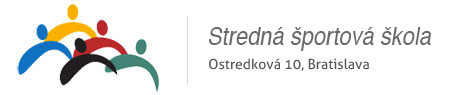 Stredná športová škola
Ostredková 10, Bratislava